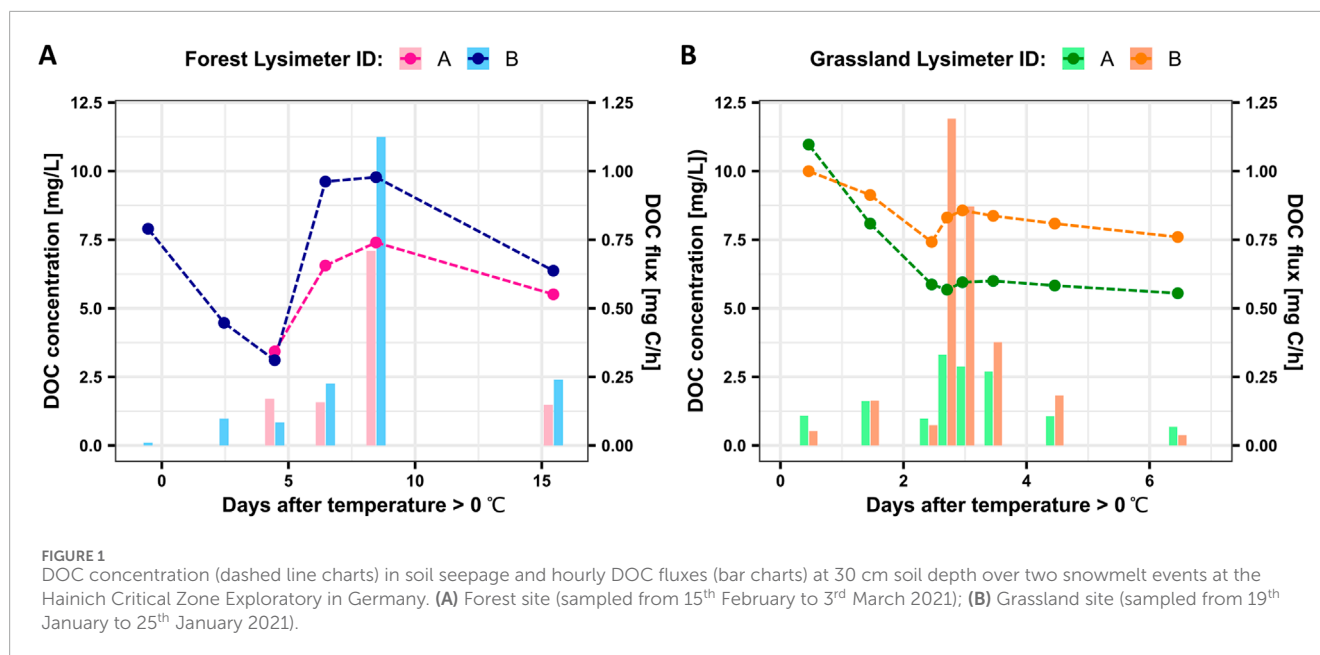 A Forest Lysimeter ID: A B
12.5 1.25
10.0 1.00
7.5 0.75
5.0 0.50
2.5 0.25
0.0 0.00
DOC concentration [mg/L]
DOC flux [mg C/h]
0 5 10 15
Days after temperature > 0 ℃
B Grassland Lysimeter ID: A B
12.5 1.25
10.0 1.00
7.5 0.75
5.0 0.50
2.5 0.25
0.0 0.00
DOC concentration [mg/L])
DOC flux [mg C/h]
0 2 4 6
Days after temperature > 0 ℃
FIGURE 1
DOC concentration (dashed line charts) in soil seepage and hourly DOC fluxes (bar charts) at 30 cm soil depth over two snowmelt events at the
Hainich Critical Zone Exploratory in Germany. (A) Forest site (sampled from 15th February to 3rd March 2021); (B) Grassland site (sampled from 19th
January to 25th January 2021).